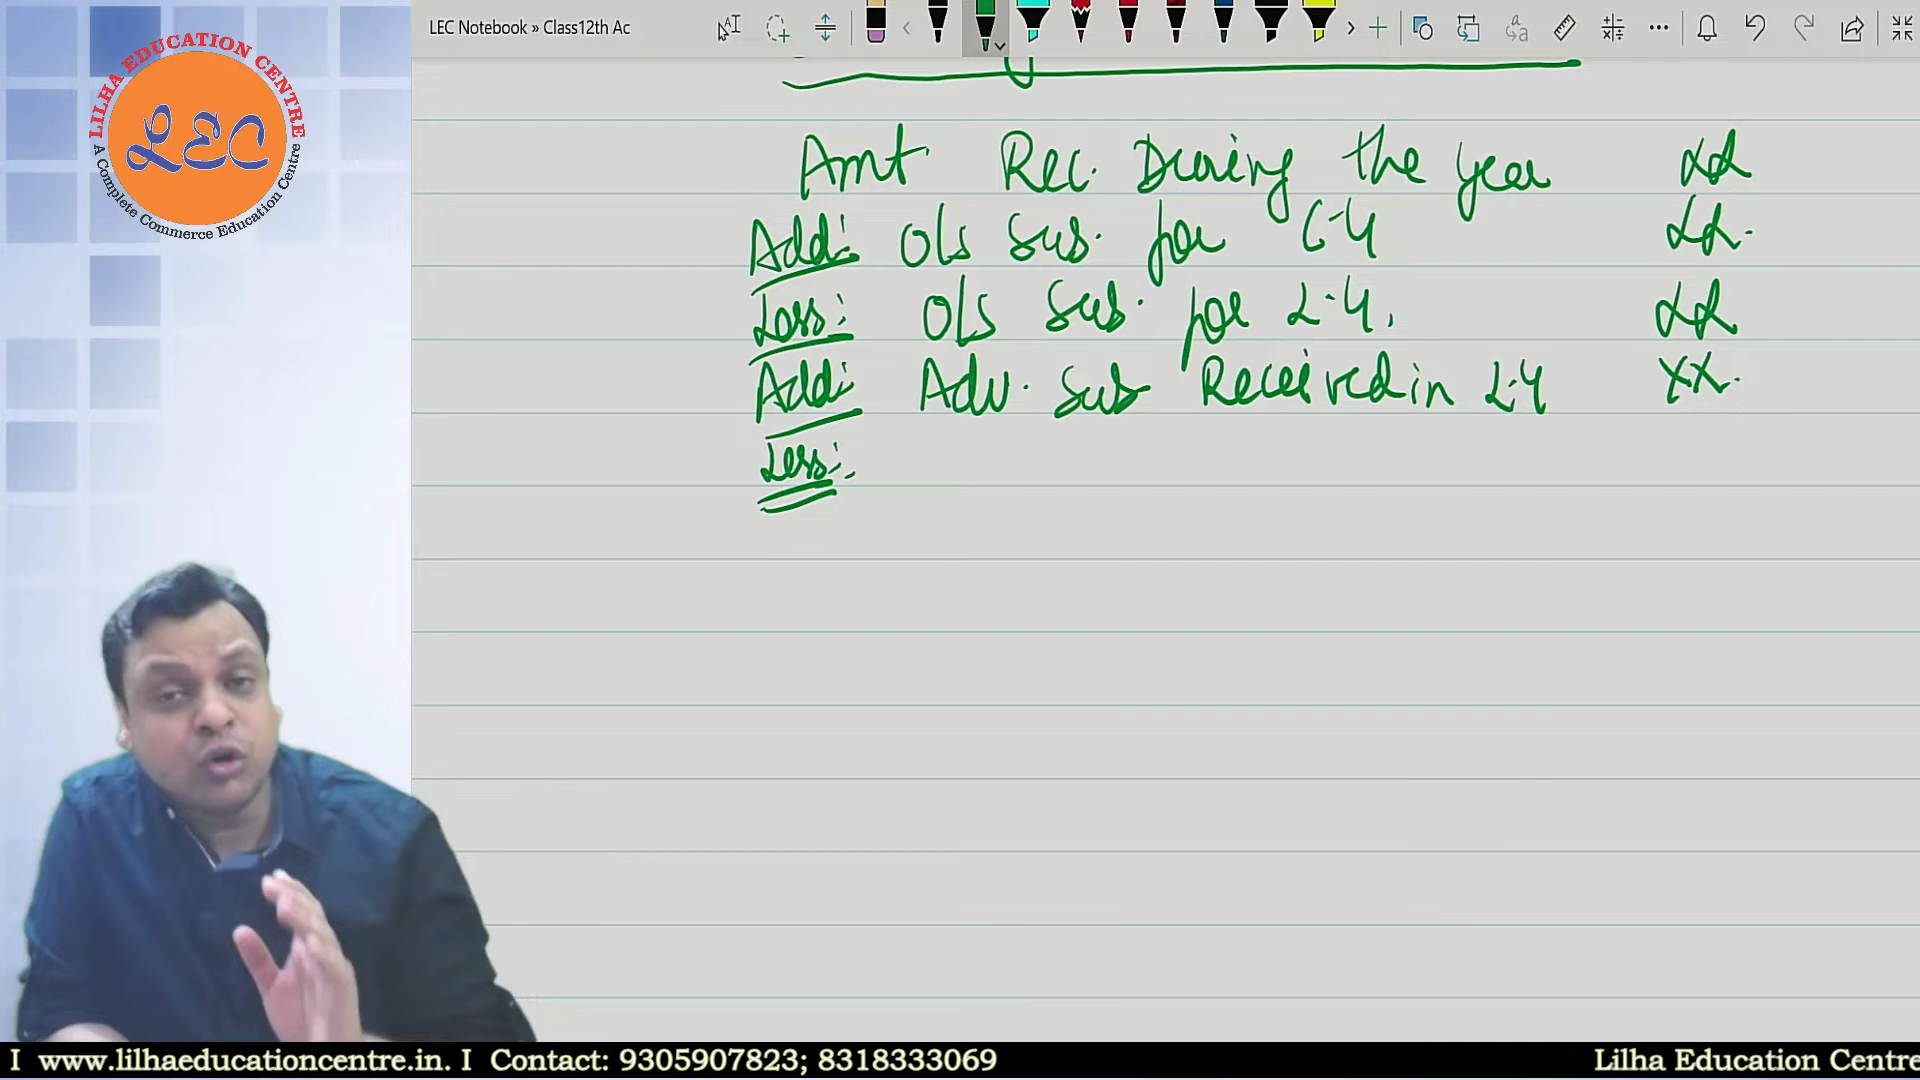 LEC Notebook » Class12th Ac
LILHA EDUCATION CENTRE
LEC
A Complete Commerce Education Centre
Amt. Rec. During the year XX
Add: O/s Sub. for C.Y XX.
Less: O/s Sub. for L.Y. XX
Add: Adv. Sub Received in L.Y XX.
Less:
I www.lilhaeducationcentre.in. I Contact: 9305907823; 8318333069 Lilha Education Centre